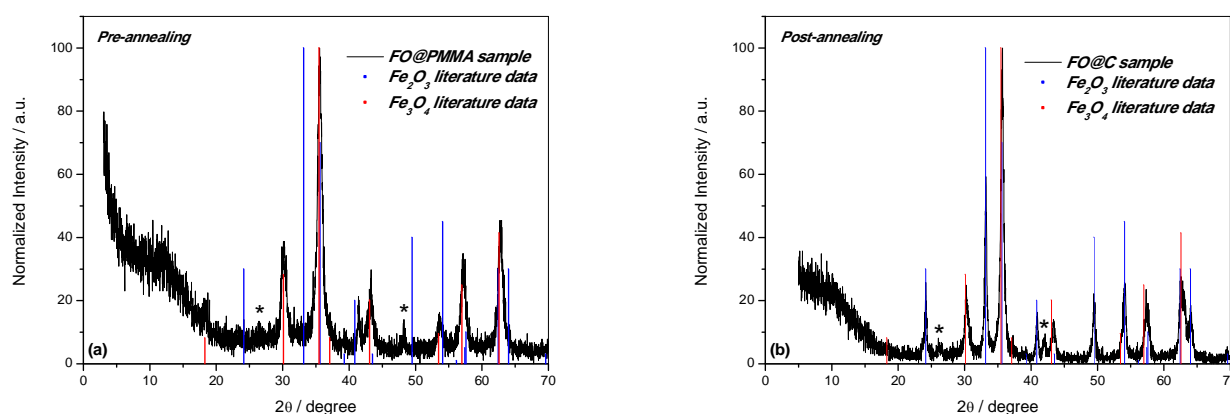 Pre-annealing
FO@PMMA sample
Fe₂O₃ literature data
Fe₃O₄ literature data
*
*
(a)
100
80
60
40
20
0
Normalized Intensity / a.u.
0 10 20 30 40 50 60 70
2θ / degree
Post-annealing
FO@C sample
Fe₂O₃ literature data
Fe₃O₄ literature data
*
*
(b)
100
80
60
40
20
0
Normalized Intensity / a.u.
0 10 20 30 40 50 60 70
2θ / degree